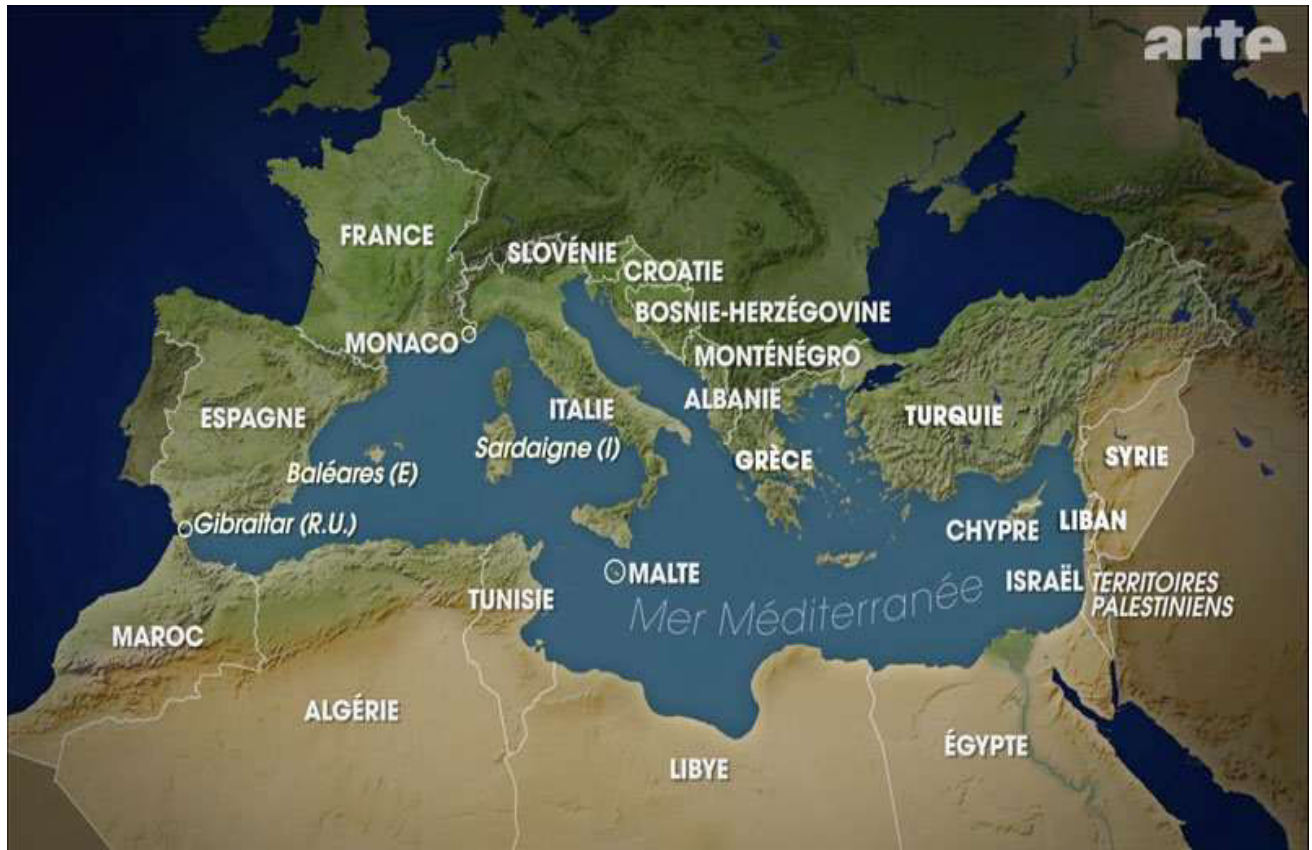 arte
FRANCE
SLOVÉNIE
CROATIE
BOSNIE-HERZÉGOVINE
MONACO
MONTÉNÉGRO
ALBANIE
ESPAGNE
ITALIE
TURQUIE
Sardaigne (I)
GRÈCE
SYRIE
Baléares (E)
Gibraltar (R.U.)
CHYPRE
LIBAN
MALTE
ISRAËL
TERRITOIRES
PALESTINIENS
TUNISIE
Mer Méditerranée
MAROC
ALGÉRIE
ÉGYPTE
LIBYE